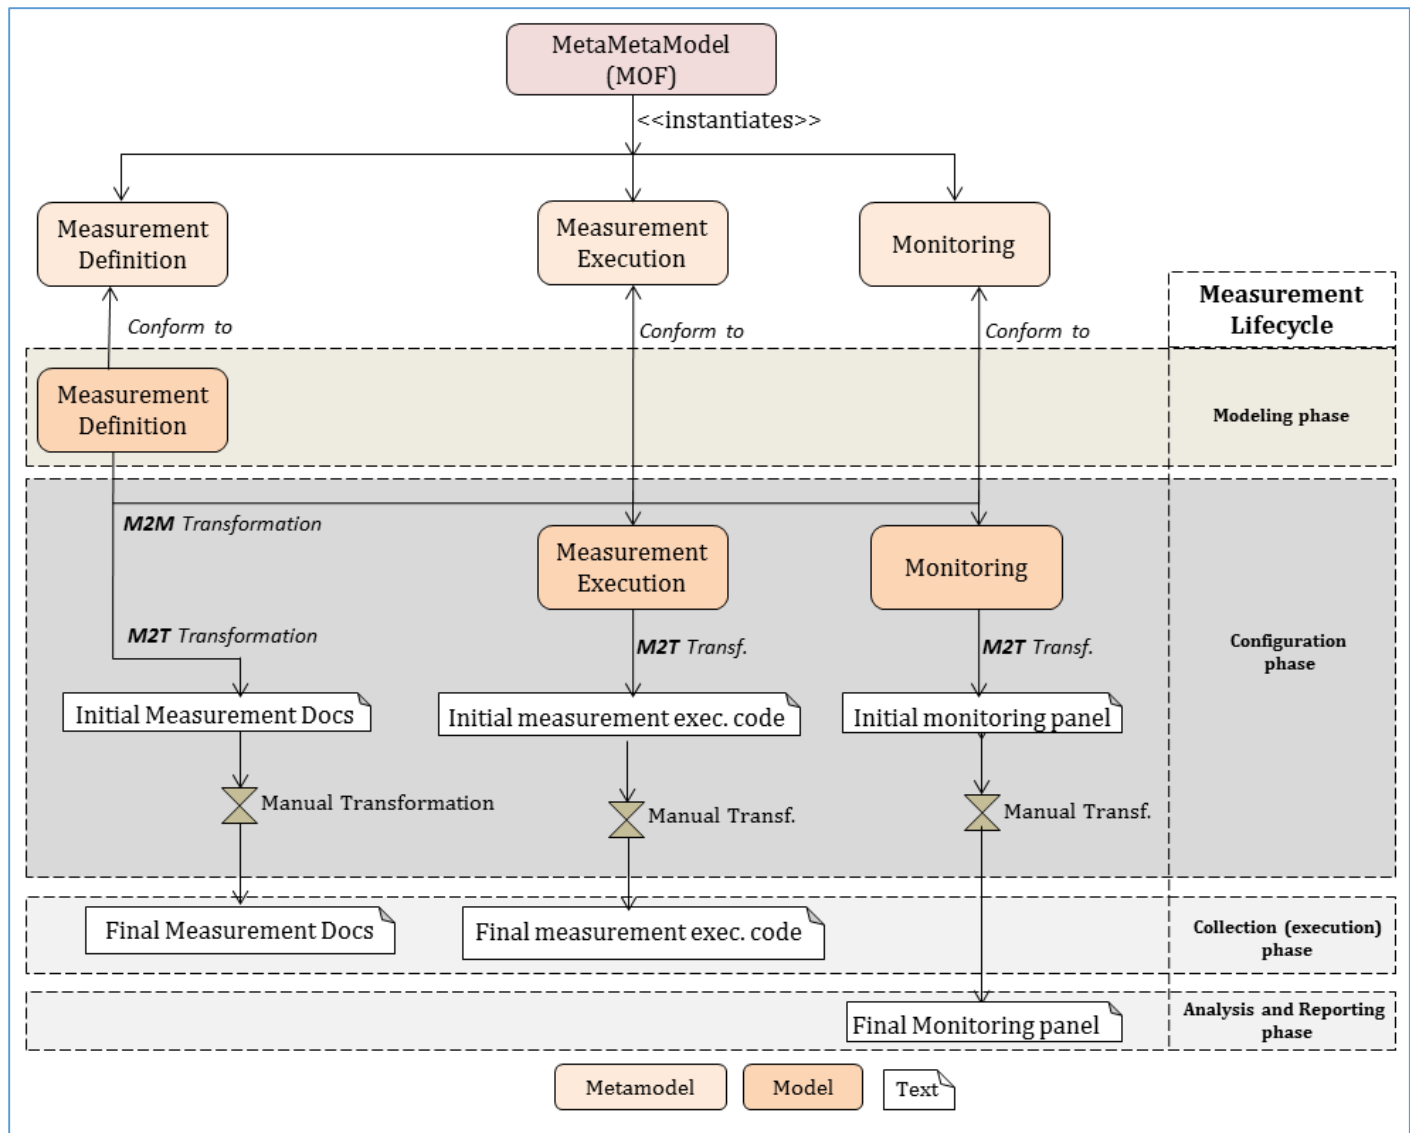 MetaMetaModel
(MOF)
<<instantiates>>
Measurement
Definition
Measurement
Execution
Monitoring
Measurement
Lifecycle
Conform to
Conform to
Conform to
Measurement
Definition
Modeling phase
M2M Transformation
Measurement
Execution
Monitoring
M2T Transformation
M2T Transf.
M2T Transf.
Configuration
phase
Initial Measurement Docs
Initial measurement exec. code
Initial monitoring panel
Manual Transformation
Manual Transf.
Manual Transf.
Final Measurement Docs
Final measurement exec. code
Collection (execution)
phase
Final Monitoring panel
Analysis and Reporting
phase
Metamodel
Model
Text